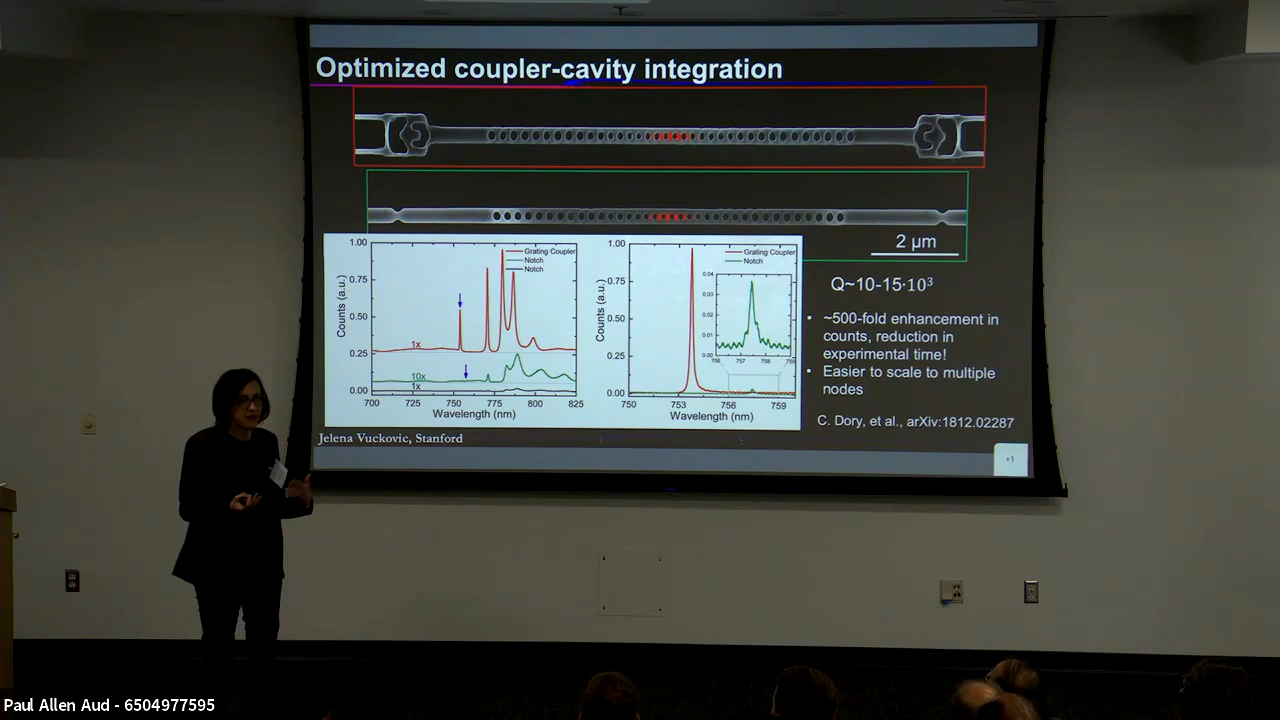 Optimized coupler-cavity integration
2 μm
1.00
0.75
0.50
0.25
0.00
Counts (a.u.)
Grating Coupler
Notch
Notch
1x
10x
1x
700
725
750
775
800
825
Wavelength (nm)
1.00
0.75
0.50
0.25
0.00
Counts (a.u.)
Grating Coupler
Notch
0.04
0.03
0.02
0.01
0.00
756
757
758
750
753
756
759
Wavelength (nm)
Q~10-15·10³
• ~500-fold enhancement in
counts, reduction in
experimental time!
• Easier to scale to multiple
nodes
C. Dory, et al., arXiv:1812.02287
Jelena Vuckovic, Stanford
+1
Paul Allen Aud - 6504977595